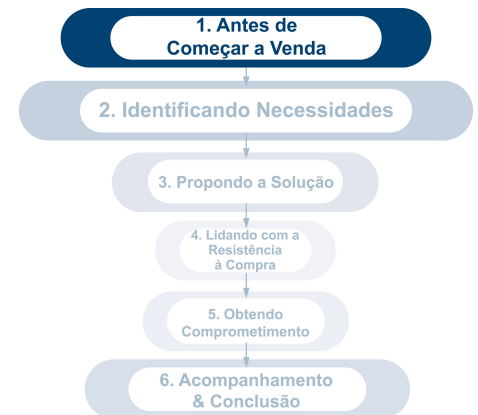 1. Antes de
Começar a Venda
2. Identificando Necessidades
3. Propondo a Solução
4. Lidando com a
Resistência
à Compra
5. Obtendo
Comprometimento
6. Acompanhamento
& Conclusão